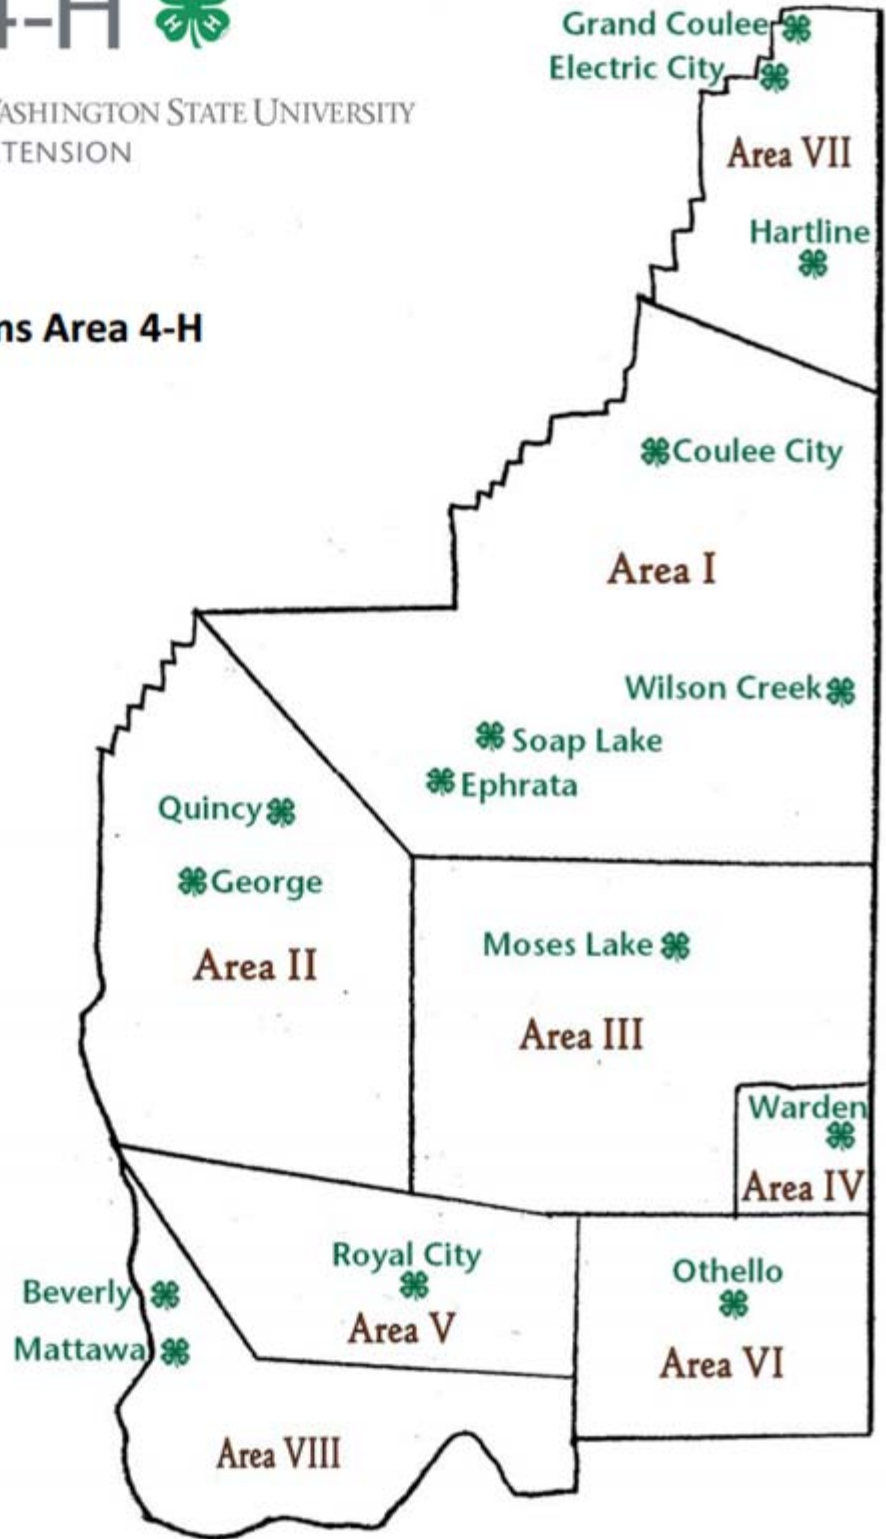 4-H
WASHINGTON STATE UNIVERSITY
TENSION
ns Area 4-H
Grand Coulee
Electric City
Area VII
Hartline
Coulee City
Area I
Wilson Creek
Soap Lake
Ephrata
Quincy
George
Area II
Moses Lake
Area III
Warden
Area IV
Royal City
Area V
Othello
Area VI
Beverly
Mattawa
Area VIII